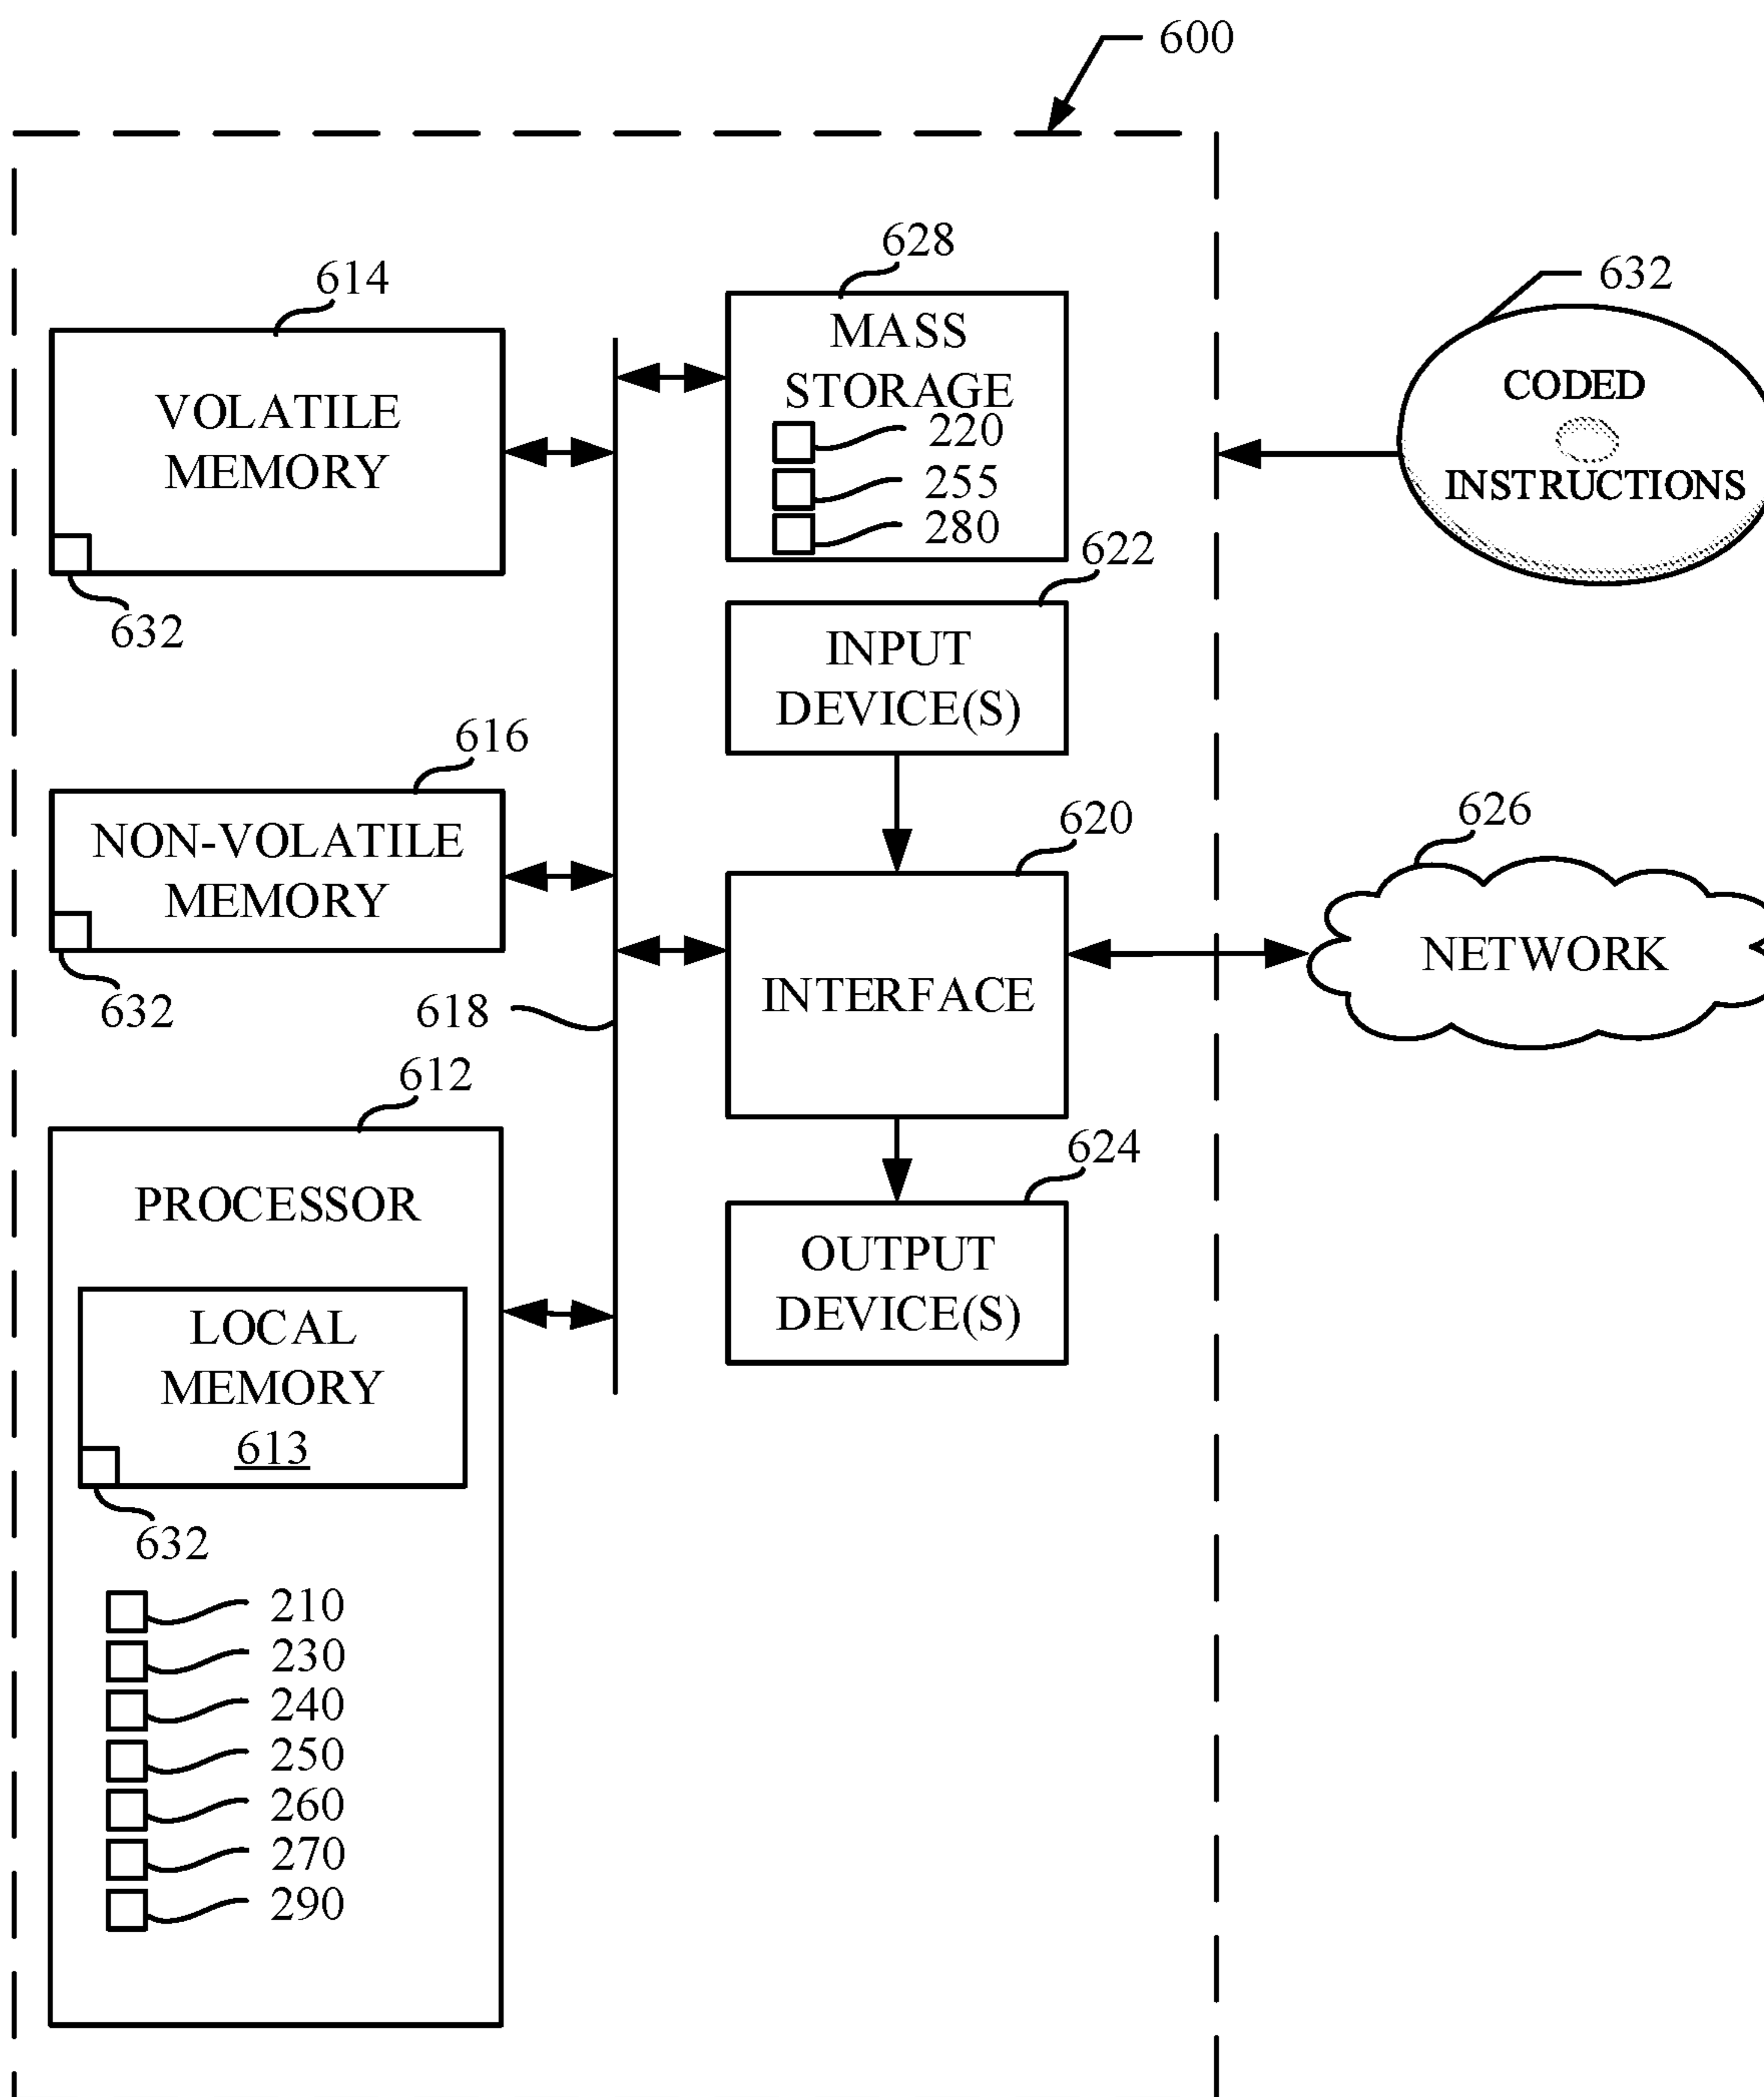 600
614
VOLATILE
MEMORY
632
628
MASS
STORAGE
220
255
280
632
CODED
INSTRUCTIONS
622
INPUT
DEVICE(S)
616
NON-VOLATILE
MEMORY
632
618
620
INTERFACE
626
NETWORK
612
PROCESSOR
LOCAL
MEMORY
613
632
210
230
240
250
260
270
290
624
OUTPUT
DEVICE(S)